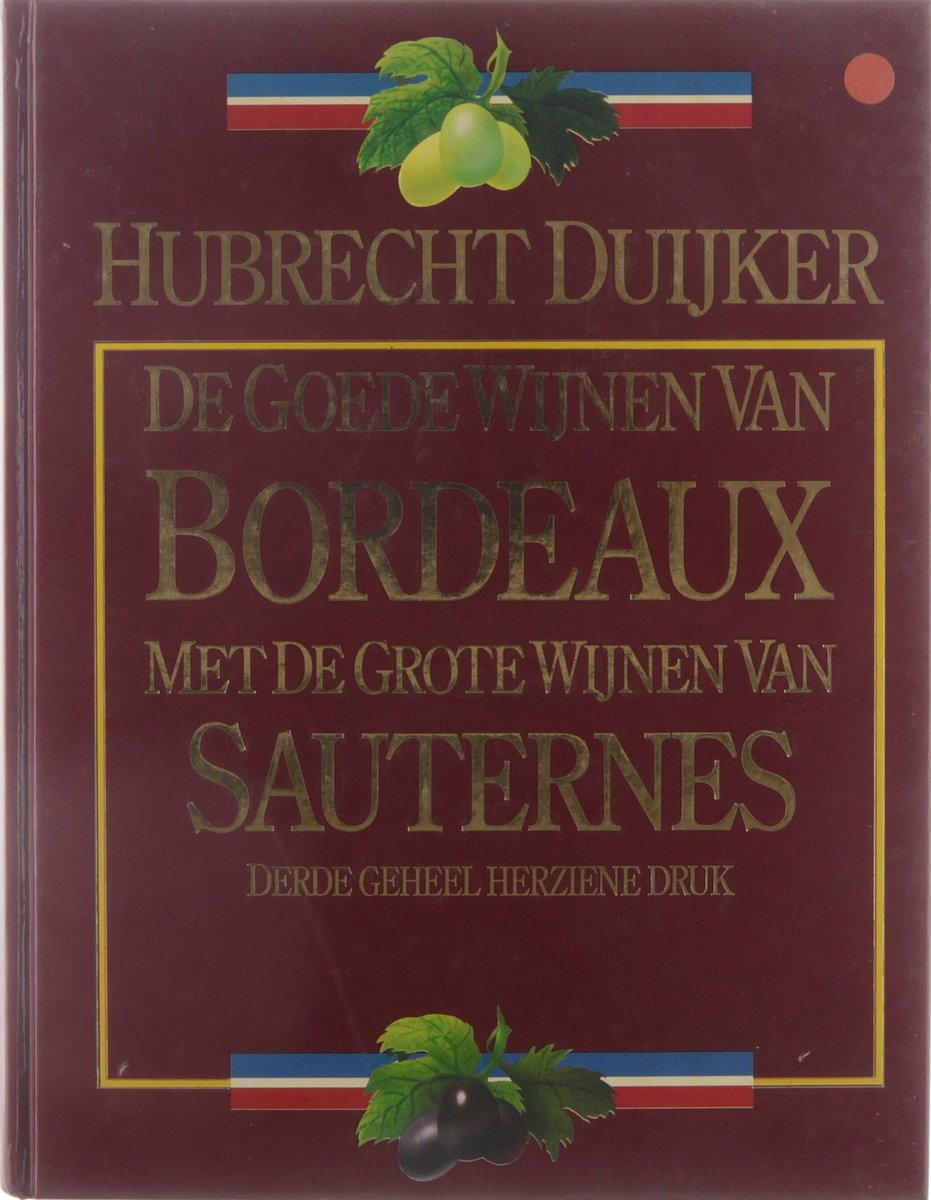 HUBRECHT DUIJKER
DE GOEDE WIJNEN VAN
BORDEAUX
MET DE GROTE WIJNEN VAN
SAUTERNES
DERDE GEHEEL HERZIENE DRUK